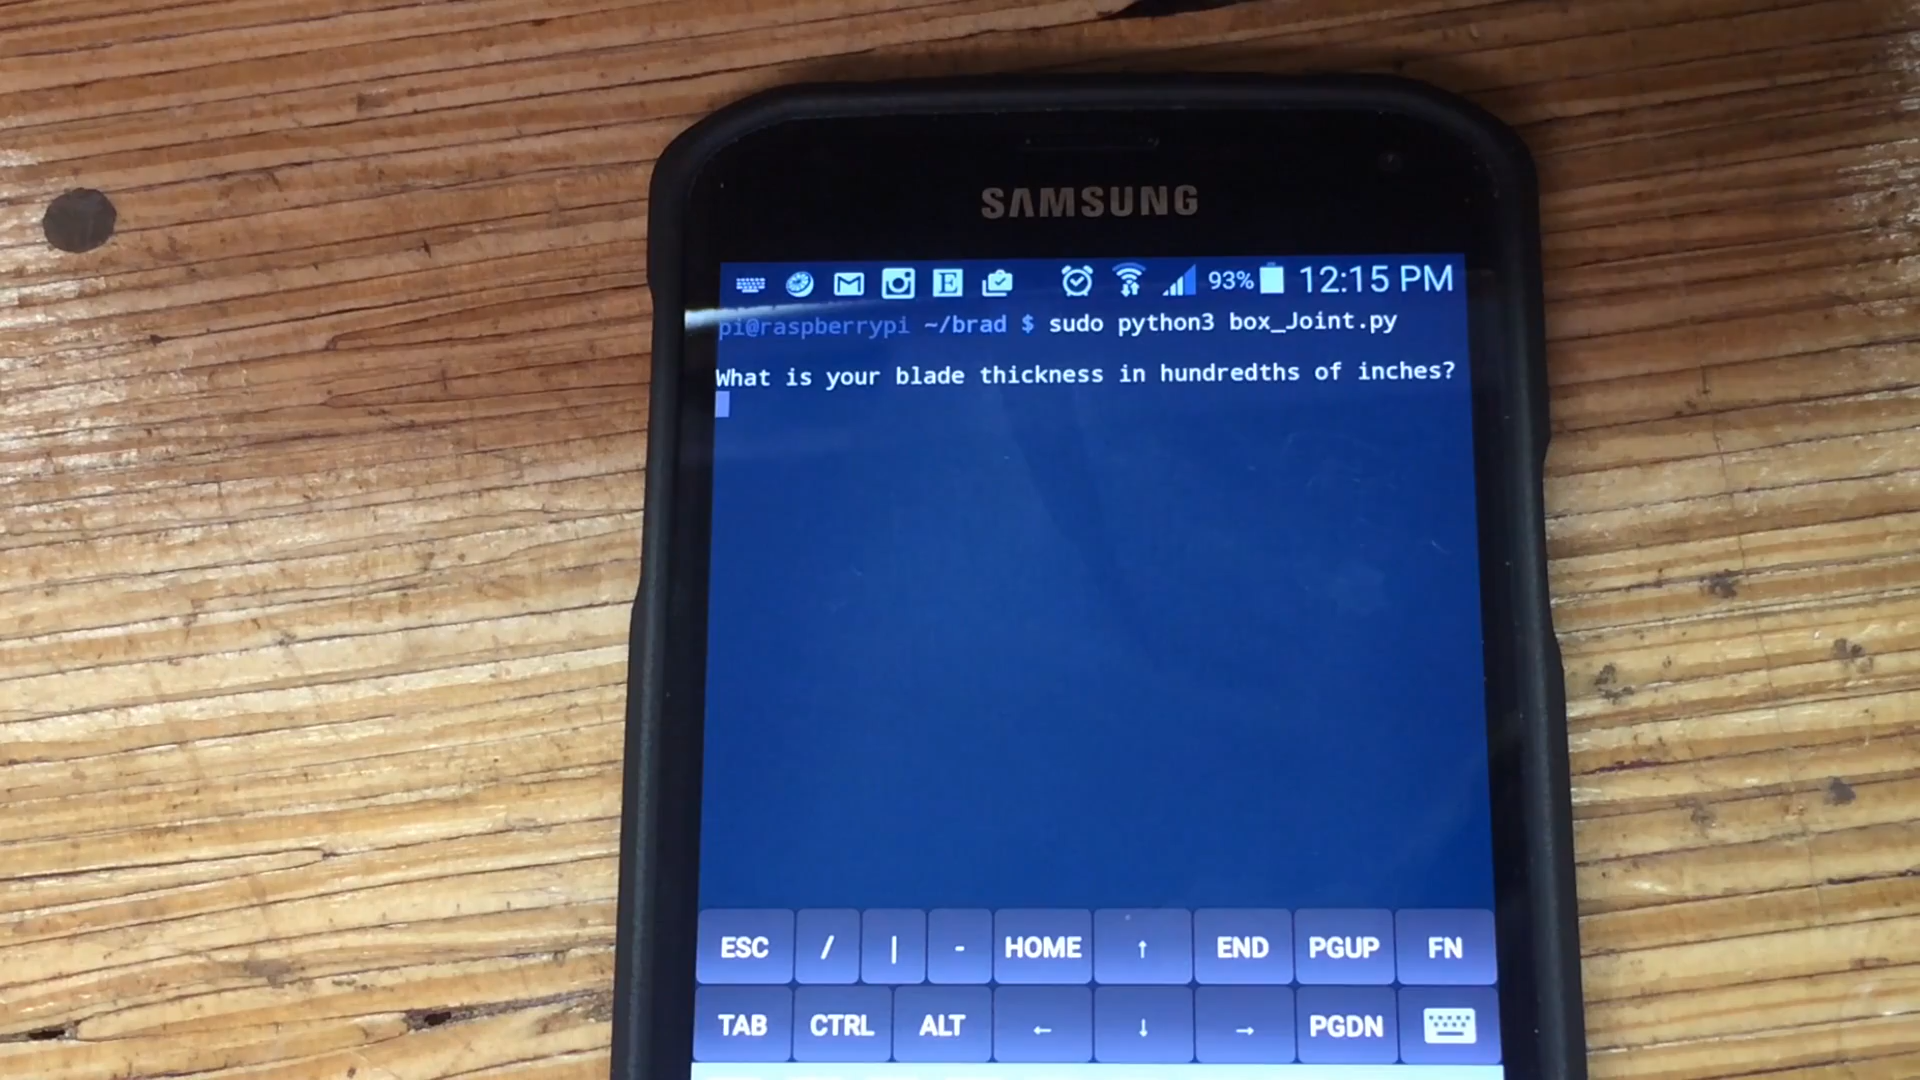 SAMSUNG
93% 12:15 PM
pi@raspberrypi ~/brad $ sudo python3 box_Joint.py
What is your blade thickness in hundredths of inches?
ESC / | - HOME ↑ END PGUP FN
TAB CTRL ALT ← ↓ → PGDN